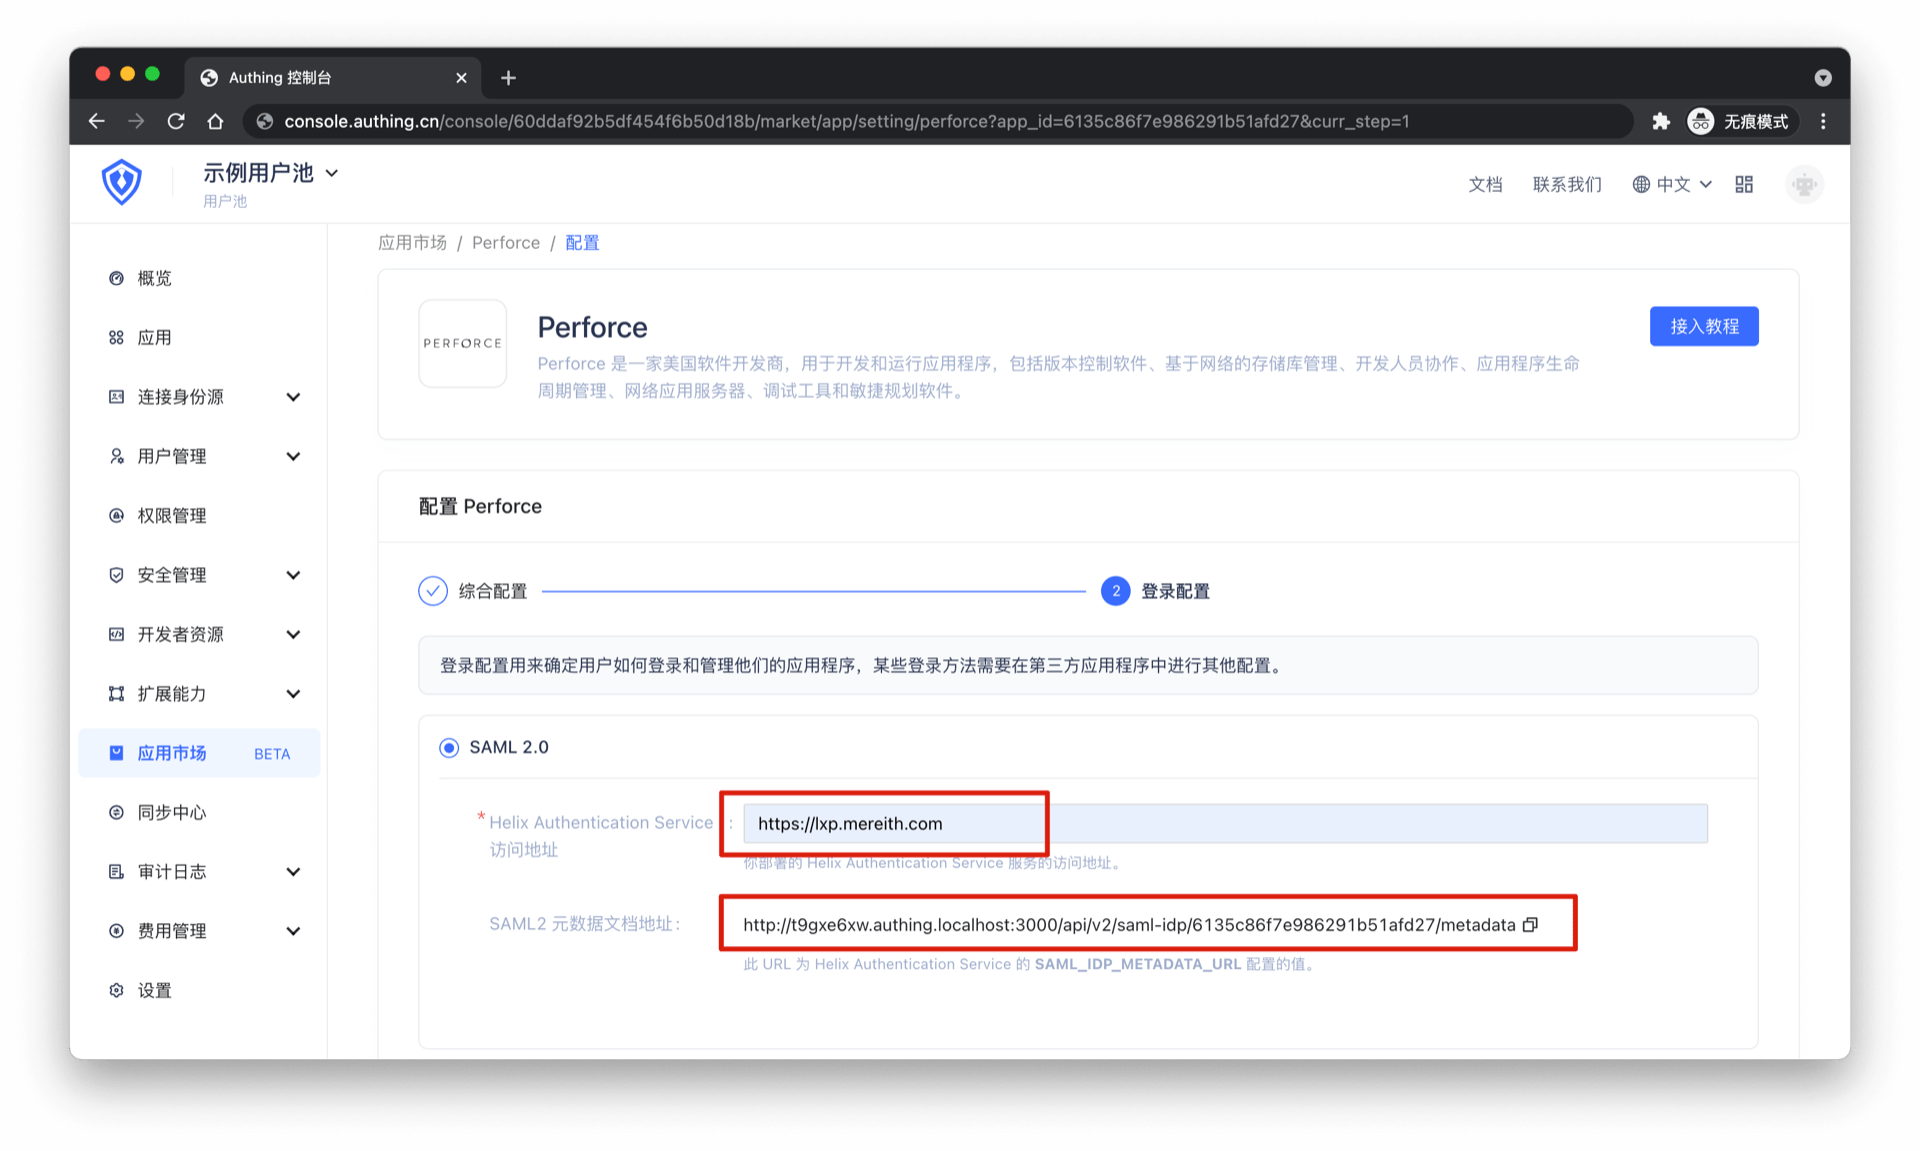 Authing 控制台
console.authing.cn/console/60ddaf92b5df454f6b50d18b/market/app/setting/perforce?app_id=6135c86f7e986291b51afd27&curr_step=1
无痕模式
示例用户池
用户池
文档
联系我们
中文
概览
应用
连接身份源
用户管理
权限管理
安全管理
开发者资源
扩展能力
应用市场 BETA
同步中心
审计日志
费用管理
设置
应用市场 / Perforce / 配置
PERFORCE
Perforce
接入教程
Perforce 是一家美国软件开发商，用于开发和运行应用程序，包括版本控制软件、基于网络的存储库管理、开发人员协作、应用程序生命
周期管理、网络应用服务器、调试工具和敏捷规划软件。
配置 Perforce
综合配置
2 登录配置
登录配置用来确定用户如何登录和管理他们的应用程序，某些登录方法需要在第三方应用程序中进行其他配置。
SAML 2.0
* Helix Authentication Service :
访问地址
https://lxp.mereith.com
你部署的 Helix Authentication Service 服务的访问地址。
SAML2 元数据文档地址：
http://t9gxe6xw.authing.localhost:3000/api/v2/saml-idp/6135c86f7e986291b51afd27/metadata
此 URL 为 Helix Authentication Service 的 SAML_IDP_METADATA_URL 配置的值。